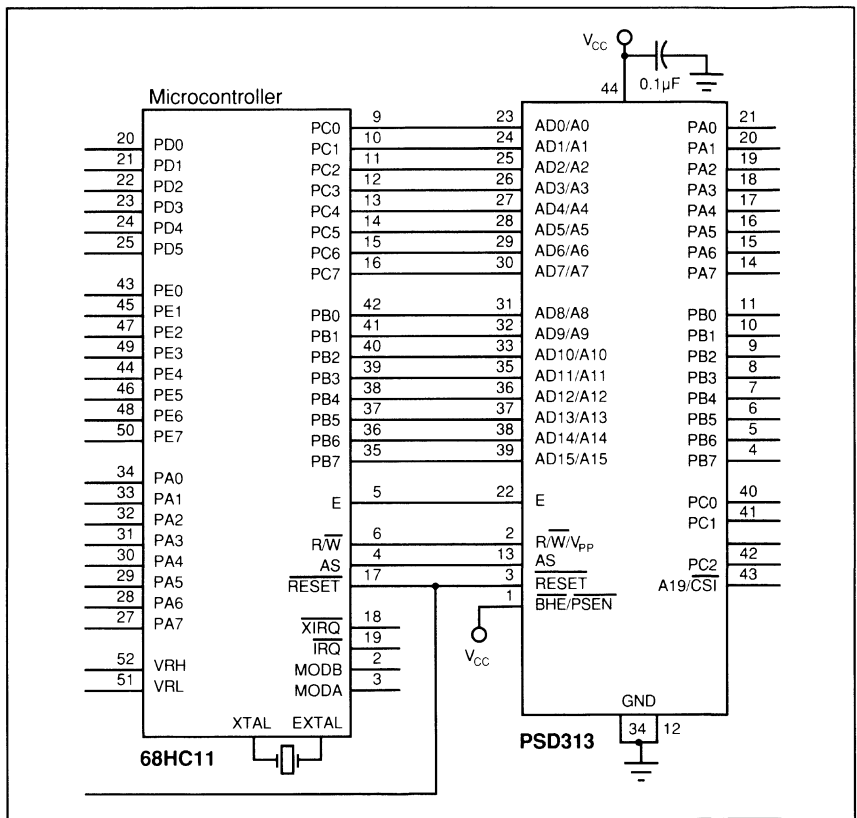 V_CC
0.1µF
44
Microcontroller
9 23
PC0 AD0/A0 PA0 21
20 PD0 PC1 10 24 AD1/A1 PA1 20
21 PD1 PC2 11 25 AD2/A2 PA2 19
22 PD2 PC3 12 26 AD3/A3 PA3 18
23 PD3 PC4 13 27 AD4/A4 PA4 17
24 PD4 PC5 14 28 AD5/A5 PA5 16
25 PD5 PC6 15 29 AD6/A6 PA6 15
PC7 16 30 AD7/A7 PA7 14
43 PE0 PB0 42 31 AD8/A8 PB0 11
45 PE1 PB1 41 32 AD9/A9 PB1 10
47 PE2 PB2 40 33 AD10/A10 PB2 9
49 PE3 PB3 39 35 AD11/A11 PB3 8
44 PE4 PB4 38 36 AD12/A12 PB4 7
46 PE5 PB5 37 37 AD13/A13 PB5 6
48 PE6 PB6 36 38 AD14/A14 PB6 5
50 PE7 PB7 35 39 AD15/A15 PB7 4
34 PA0 E 5 22 E PC0 40
33 PA1 PC1 41
32 PA2
31 PA3 R/W̅ 6 2 R/W̅/V_PP
30 PA4 AS 4 13 AS PC2 42
29 PA5 R̅E̅S̅E̅T̅ 17 3 R̅E̅S̅E̅T̅ A19/C̅S̅I̅ 43
28 PA6 1 B̅H̅E̅/P̅S̅E̅N̅
27 PA7 X̅I̅R̅Q̅ 18
I̅R̅Q̅ 19
52 VRH MODB 2
51 VRL MODA 3
V_CC
XTAL EXTAL
GND
34 12
68HC11
PSD313